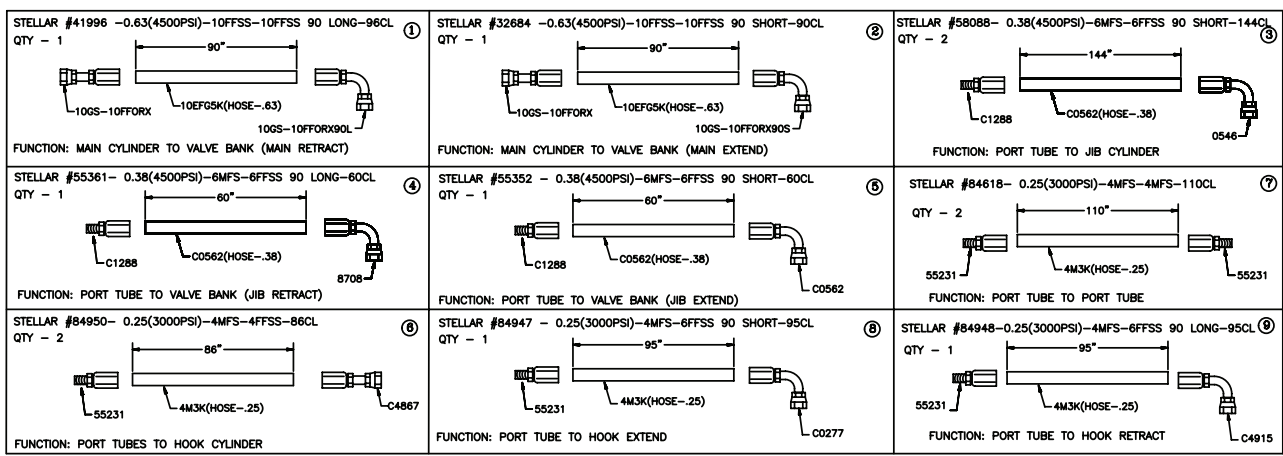 STELLAR #41996 -0.63(4500PSI)-10FFSS-10FFSS 90 LONG-96CL
①
QTY - 1
90"
10GS-10FFORX
10EFG5K(HOSE-.63)
10GS-10FFORX90L
FUNCTION: MAIN CYLINDER TO VALVE BANK (MAIN RETRACT)
STELLAR #32684 -0.63(4500PSI)-10FFSS-10FFSS 90 SHORT-90CL
②
QTY - 1
90"
10GS-10FFORX
10EFG5K(HOSE-.63)
10GS-10FFORX90S
FUNCTION: MAIN CYLINDER TO VALVE BANK (MAIN EXTEND)
STELLAR #58088- 0.38(4500PSI)-6MFS-6FFSS 90 SHORT-144CL
③
QTY - 2
144"
C1288
C0562(HOSE-.38)
0546
FUNCTION: PORT TUBE TO JIB CYLINDER
STELLAR #55361- 0.38(4500PSI)-6MFS-6FFSS 90 LONG-60CL
④
QTY - 1
60"
C1288
C0562(HOSE-.38)
8708
FUNCTION: PORT TUBE TO VALVE BANK (JIB RETRACT)
STELLAR #55352 - 0.38(4500PSI)-6MFS-6FFSS 90 SHORT-60CL
⑤
QTY - 1
60"
C1288
C0562(HOSE-.38)
C0562
FUNCTION: PORT TUBE TO VALVE BANK (JIB EXTEND)
STELLAR #84618- 0.25(3000PSI)-4MFS-4MFS-110CL
⑦
QTY - 2
110"
55231
4M3K(HOSE-.25)
55231
FUNCTION: PORT TUBE TO PORT TUBE
STELLAR #84950- 0.25(3000PSI)-4MFS-4FFSS-86CL
⑥
QTY - 2
86"
55231
4M3K(HOSE-.25)
C4867
FUNCTION: PORT TUBES TO HOOK CYLINDER
STELLAR #84947 - 0.25(3000PSI)-4MFS-6FFSS 90 SHORT-95CL
⑧
QTY - 1
95"
55231
4M3K(HOSE-.25)
C0277
FUNCTION: PORT TUBE TO HOOK EXTEND
STELLAR #84948-0.25(3000PSI)-4MFS-6FFSS 90 LONG-95CL
⑨
QTY - 1
95"
55231
4M3K(HOSE-.25)
C4915
FUNCTION: PORT TUBE TO HOOK RETRACT